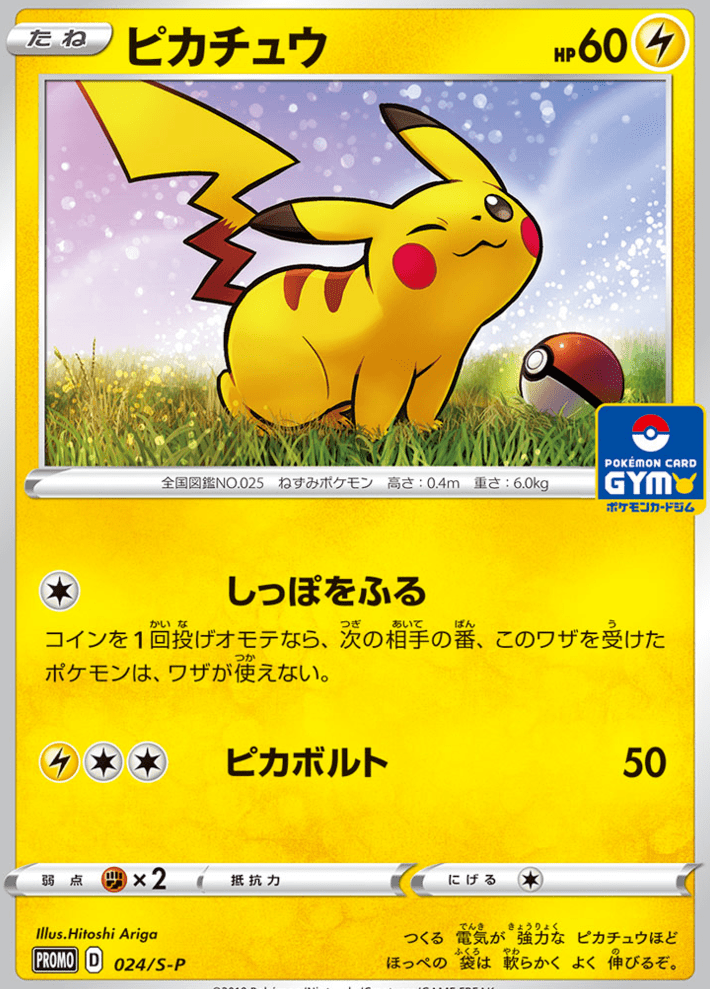 たね ピカチュウ HP60
全国図鑑NO.025 ねずみポケモン 高さ:0.4m 重さ:6.0kg
POKÉMON CARD
GYM
ポケモンカードジム
しっぽをふる
コインを1回投げオモテなら、次の相手の番、このワザを受けた
ポケモンは、ワザが使えない。
ピカボルト 50
弱点 ×2 抵抗力 にげる
Illus.Hitoshi Ariga
つくる 電気が 強力な ピカチュウほど
ほっぺの 袋は 軟らかく よく 伸びるぞ。
PROMO D 024/S-P